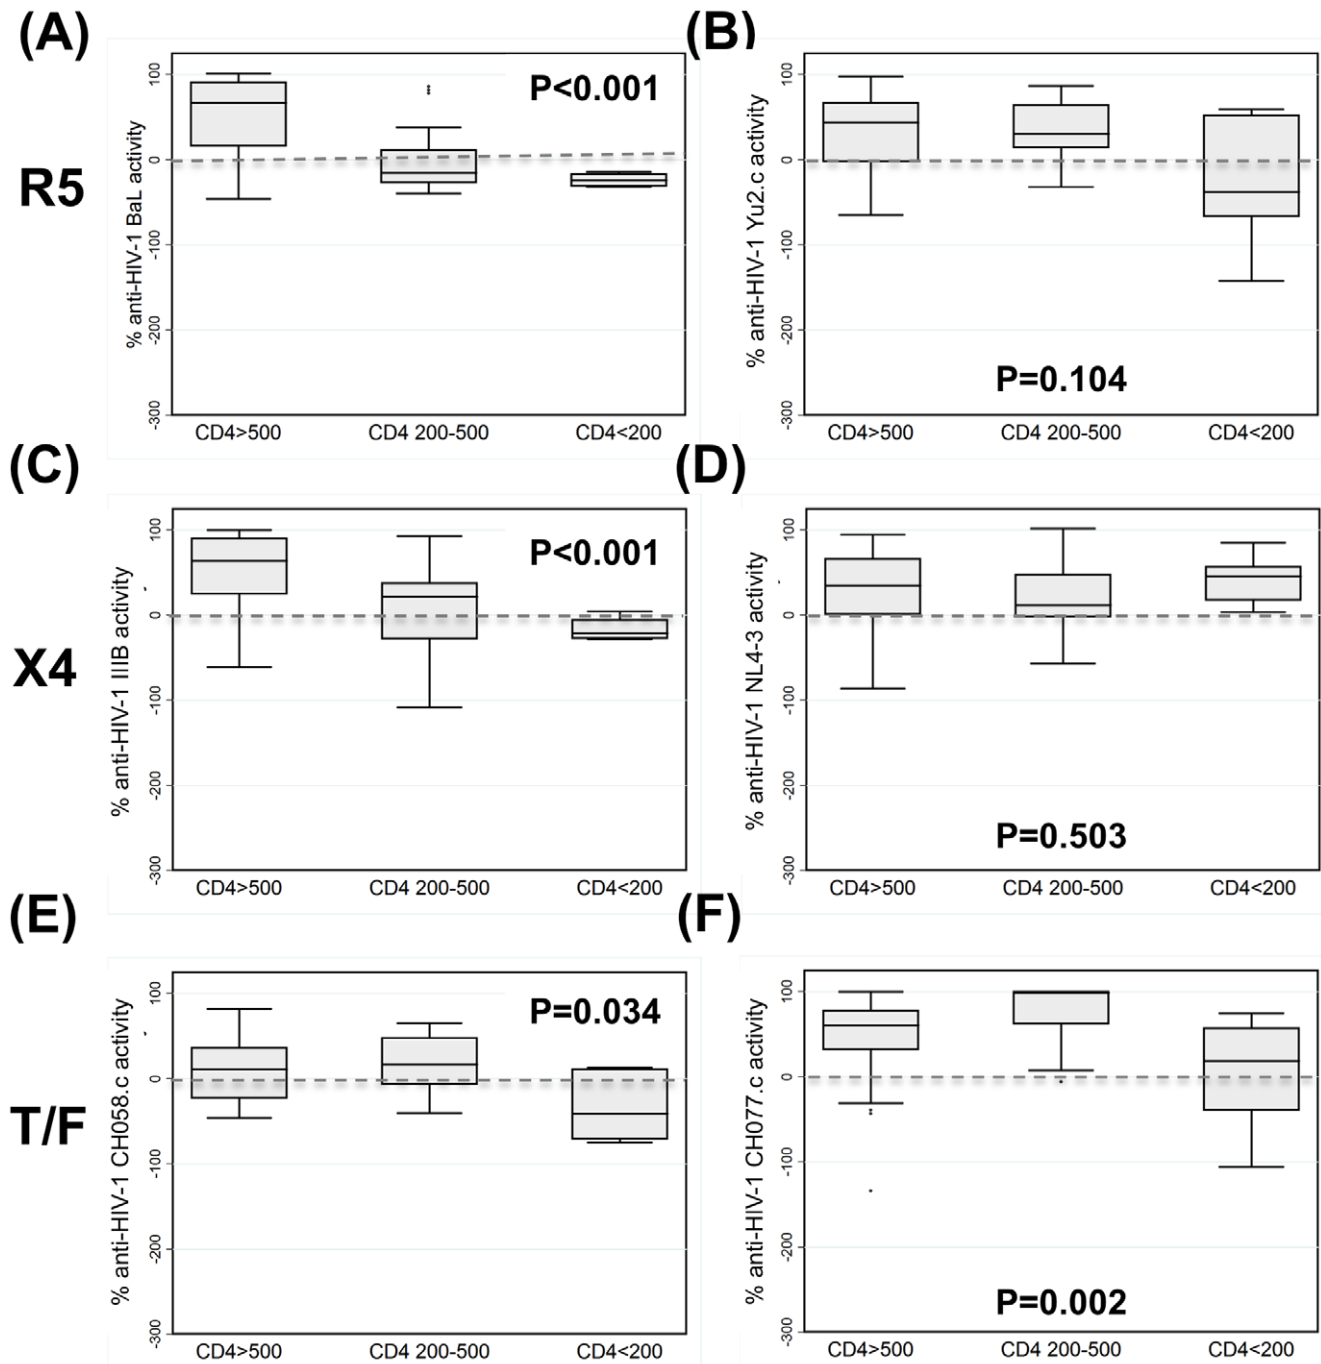 (A)
(B)
R5
% anti-HIV-1 BaL activity
100
0
-100
-200
-300
P<0.001
CD4>500
CD4 200-500
CD4<200
% anti-HIV-1 Yu2.c activity
100
0
-100
-200
-300
P=0.104
CD4>500
CD4 200-500
CD4<200
(C)
(D)
X4
% anti-HIV-1 IIIB activity
100
0
-100
-200
-300
P<0.001
CD4>500
CD4 200-500
CD4<200
% anti-HIV-1 NL4-3 activity
100
0
-100
-200
-300
P=0.503
CD4>500
CD4 200-500
CD4<200
(E)
(F)
T/F
% anti-HIV-1 CH058.c activity
100
0
-100
-200
-300
P=0.034
CD4>500
CD4 200-500
CD4<200
% anti-HIV-1 CH077.c activity
100
0
-100
-200
-300
P=0.002
CD4>500
CD4 200-500
CD4<200